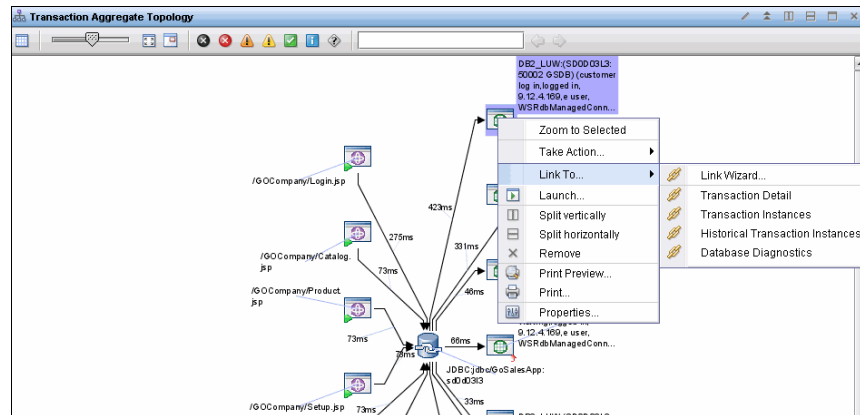 Transaction Aggregate Topology
DB2_LUW:(SD0D03L3:
50002 GSDB) (customer
log in,logged in,
9.12.4.169,e user,
WSRdbManagedConn...
Zoom to Selected
Take Action...
Link To...
Launch...
Split vertically
Split horizontally
Remove
Print Preview...
Print...
Properties...
Link Wizard...
Transaction Detail
Transaction Instances
Historical Transaction Instances
Database Diagnostics
/GOCompany/Login.jsp
423ms
275ms
331ms
/GOCompany/Catalog.
jsp
73ms
46ms
/GOCompany/Product.
jsp
73ms
73ms
66ms
9.12.4.169,e user,
WSRdbManagedConn...
JDBC:jdbc/GoSalesApp:
sd0d03l3
/GOCompany/Setup.jsp
73ms
33ms